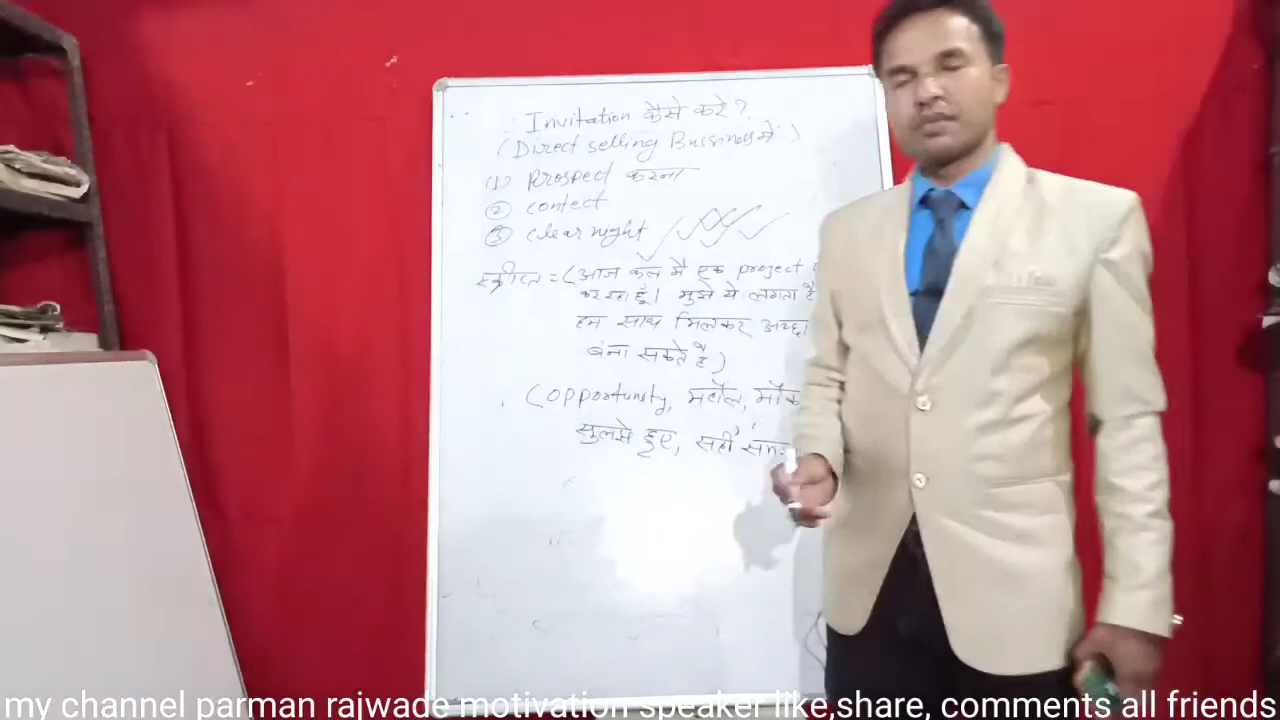 Invitation कैसे करे ?
(Direct selling Bussiness में )
(1) Prospect करना
② contect
③ clear night
=(आज कल मै एक project
कर रहा हूँ। मुझे ये लगता है
हम साथ मिलकर अच्छा
बना सकते है)
(opportunity, महौल, मौक
सुलझे हुए, सही
my channel parman rajwade motivation speaker like,share, comments all friends